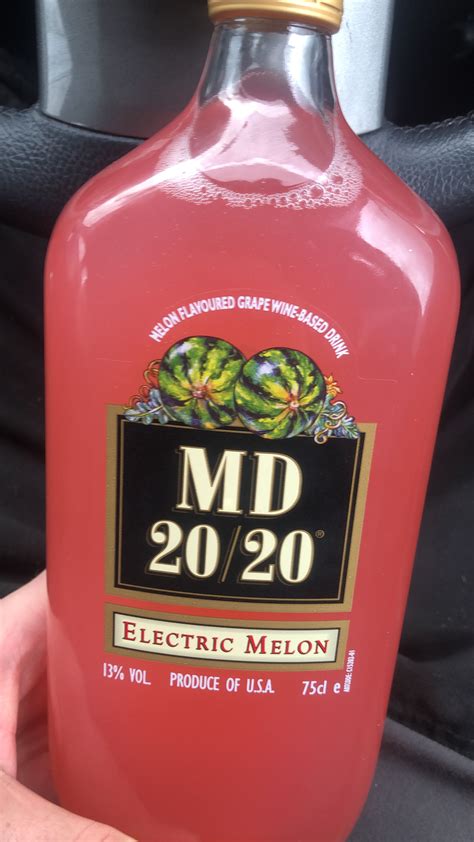 MELON FLAVOURED GRAPE WINE-BASED DRINK
MD
20/20®
ELECTRIC MELON
13% VOL. PRODUCE OF U.S.A. 75cl e